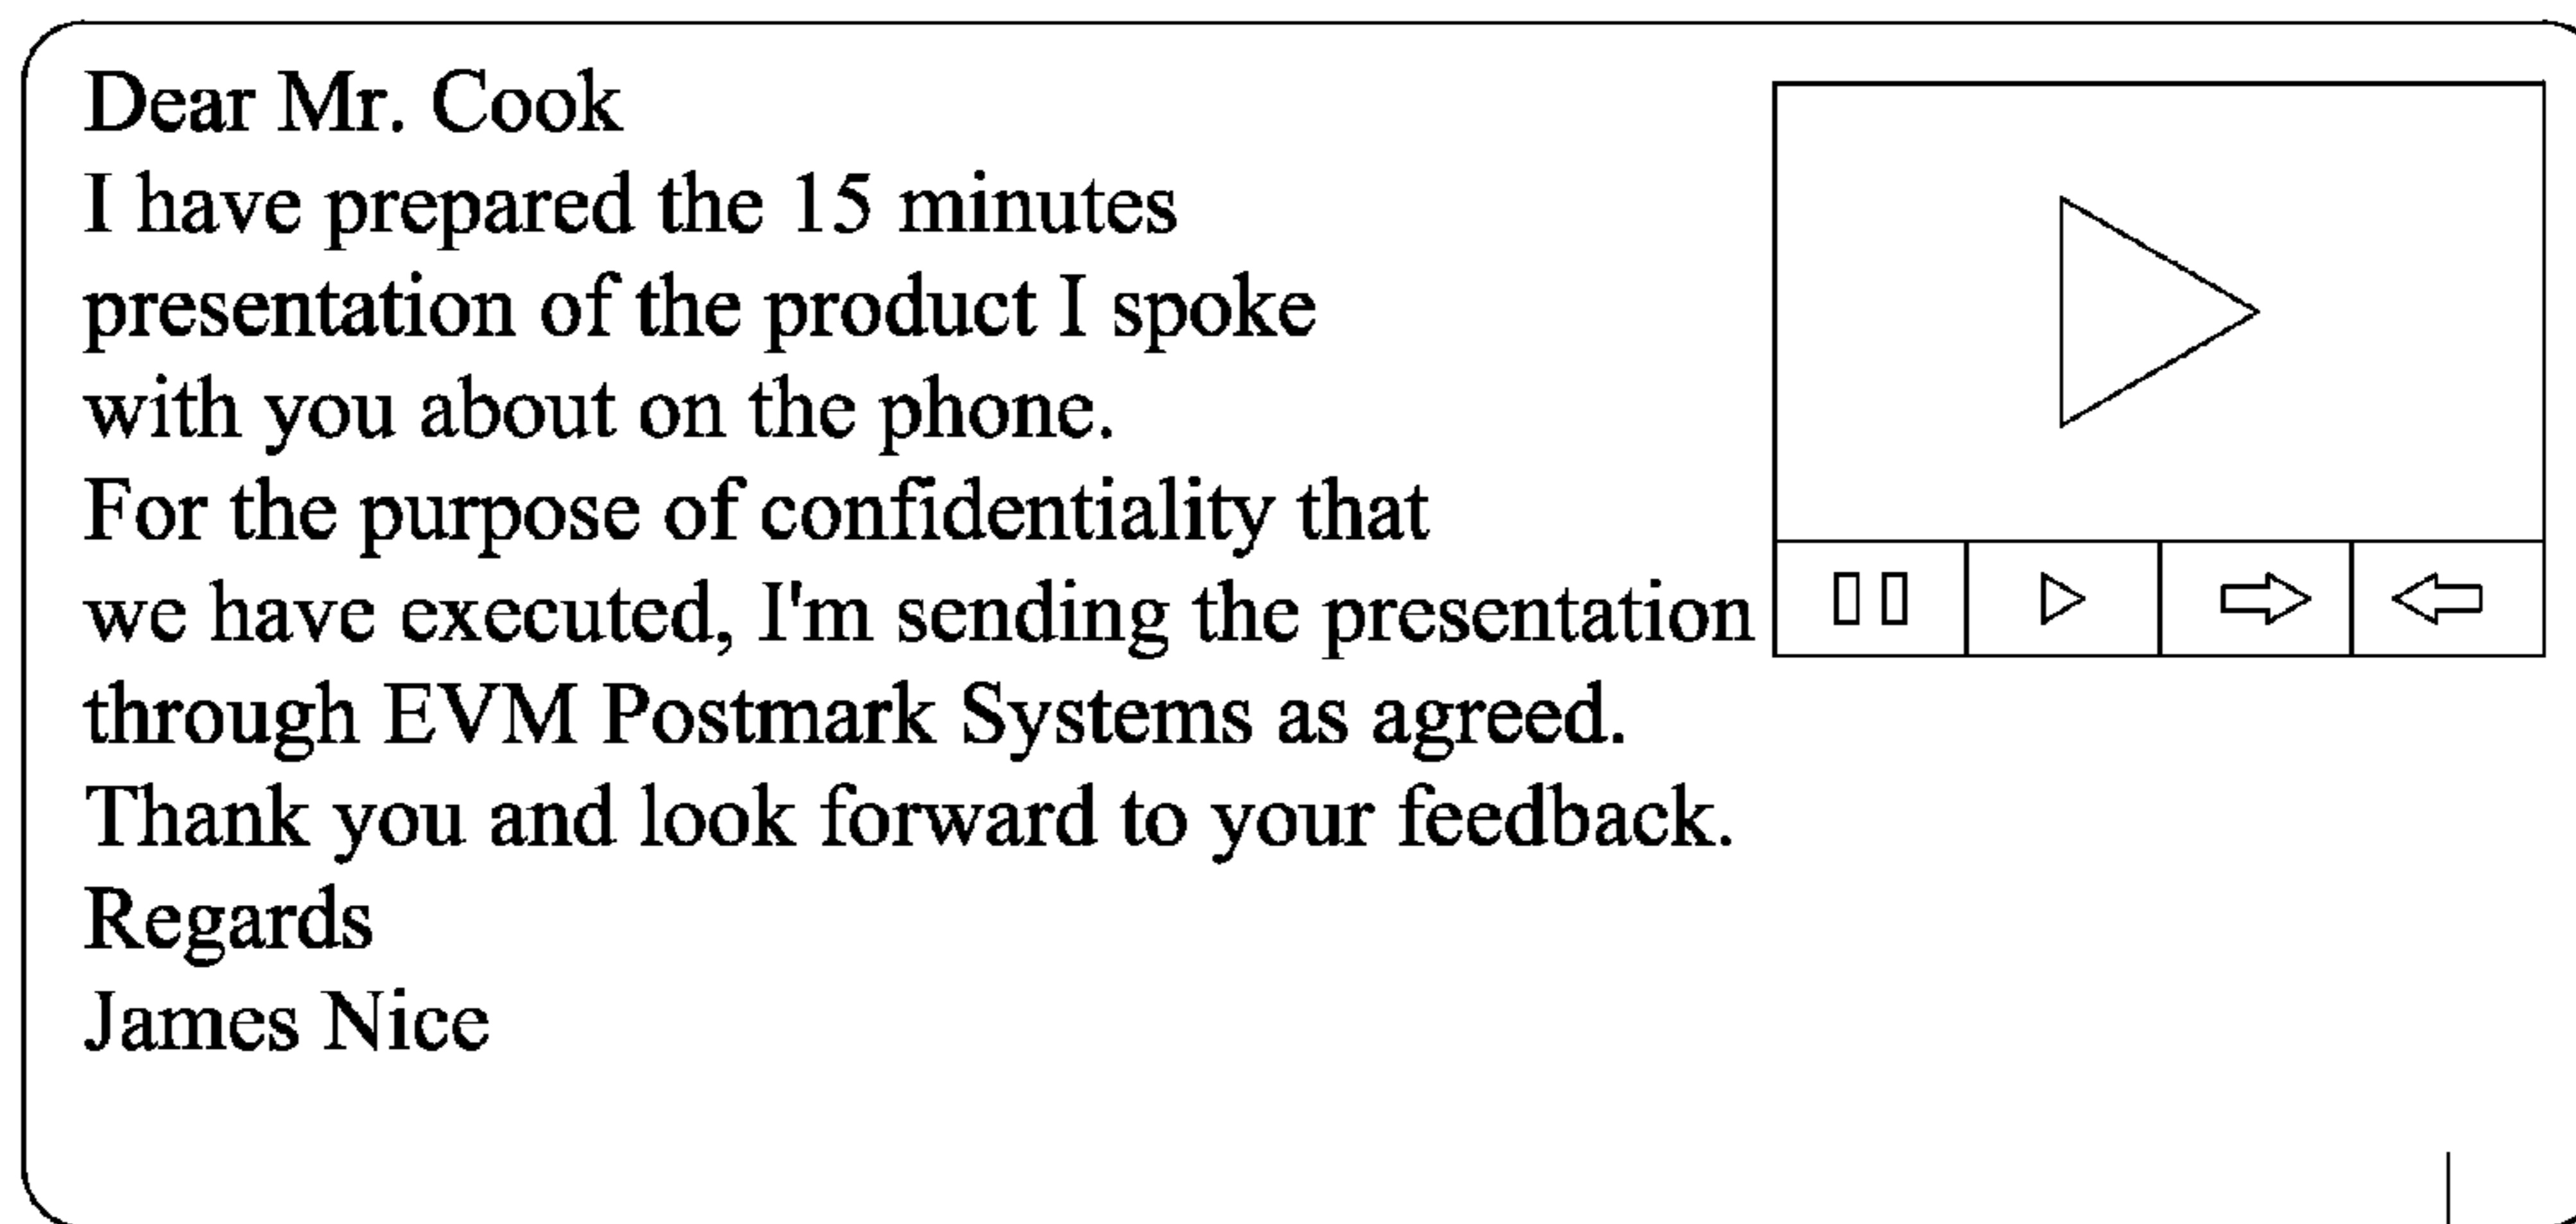 Dear Mr. Cook
I have prepared the 15 minutes
presentation of the product I spoke
with you about on the phone.
For the purpose of confidentiality that
we have executed, I'm sending the presentation
through EVM Postmark Systems as agreed.
Thank you and look forward to your feedback.
Regards
James Nice